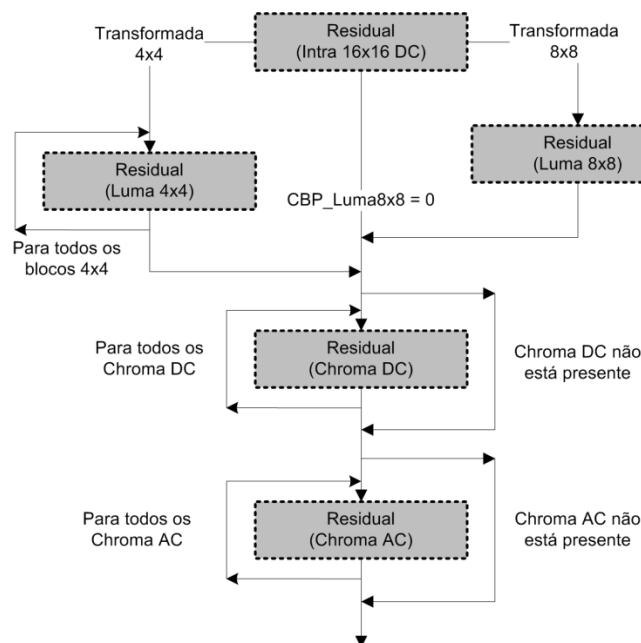 Transformada
4x4
Residual
(Intra 16x16 DC)
Transformada
8x8
Residual
(Luma 4x4)
Residual
(Luma 8x8)
CBP_Luma8x8 = 0
Para todos os
blocos 4x4
Para todos os
Chroma DC
Residual
(Chroma DC)
Chroma DC não
está presente
Para todos os
Chroma AC
Residual
(Chroma AC)
Chroma AC não
está presente